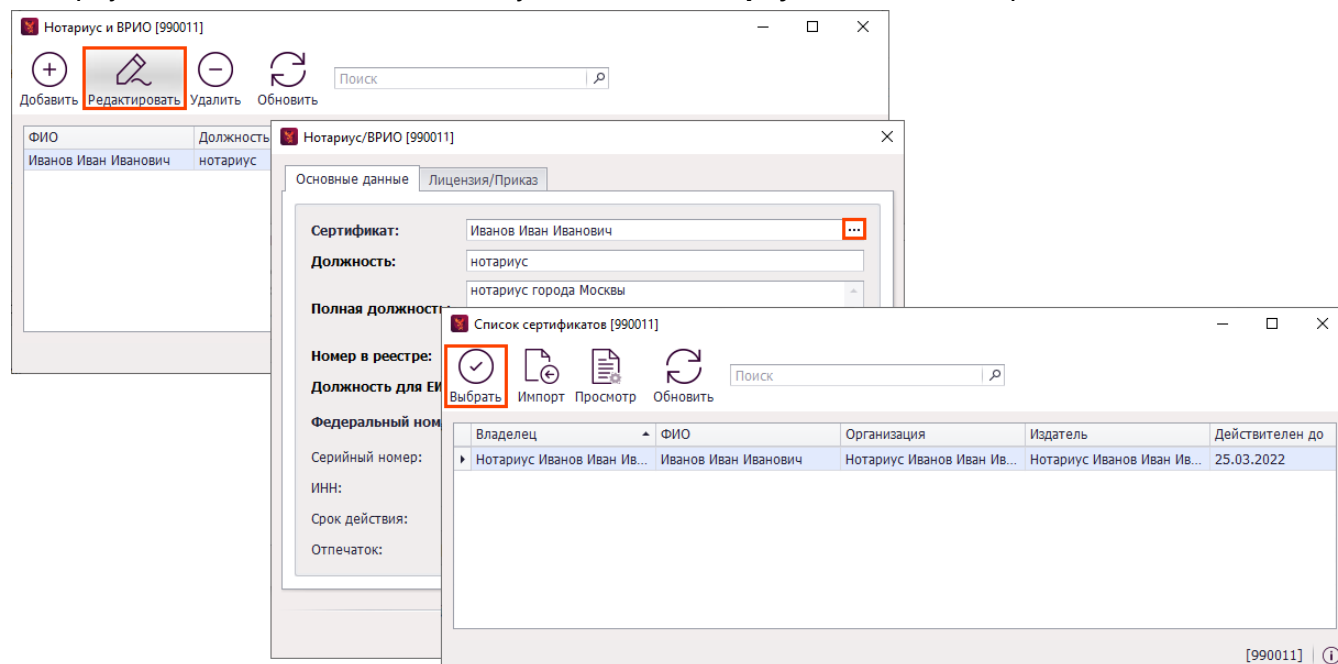 Нотариус и ВРИО [990011]
Добавить Редактировать Удалить Обновить
Поиск
ФИО Должность
Иванов Иван Иванович нотариус
Нотариус/ВРИО [990011]
Основные данные Лицензия/Приказ
Сертификат: Иванов Иван Иванович ...
Должность: нотариус
Полная должность: нотариус города Москвы
Номер в реестре:
Должность для ЕИ
Федеральный ном
Серийный номер:
ИНН:
Срок действия:
Отпечаток:
Список сертификатов [990011]
Выбрать Импорт Просмотр Обновить
Поиск
Владелец ФИО Организация Издатель Действителен до
Нотариус Иванов Иван Ив... Иванов Иван Иванович Нотариус Иванов Иван Ив... Нотариус Иванов Иван Ив... 25.03.2022
[990011]